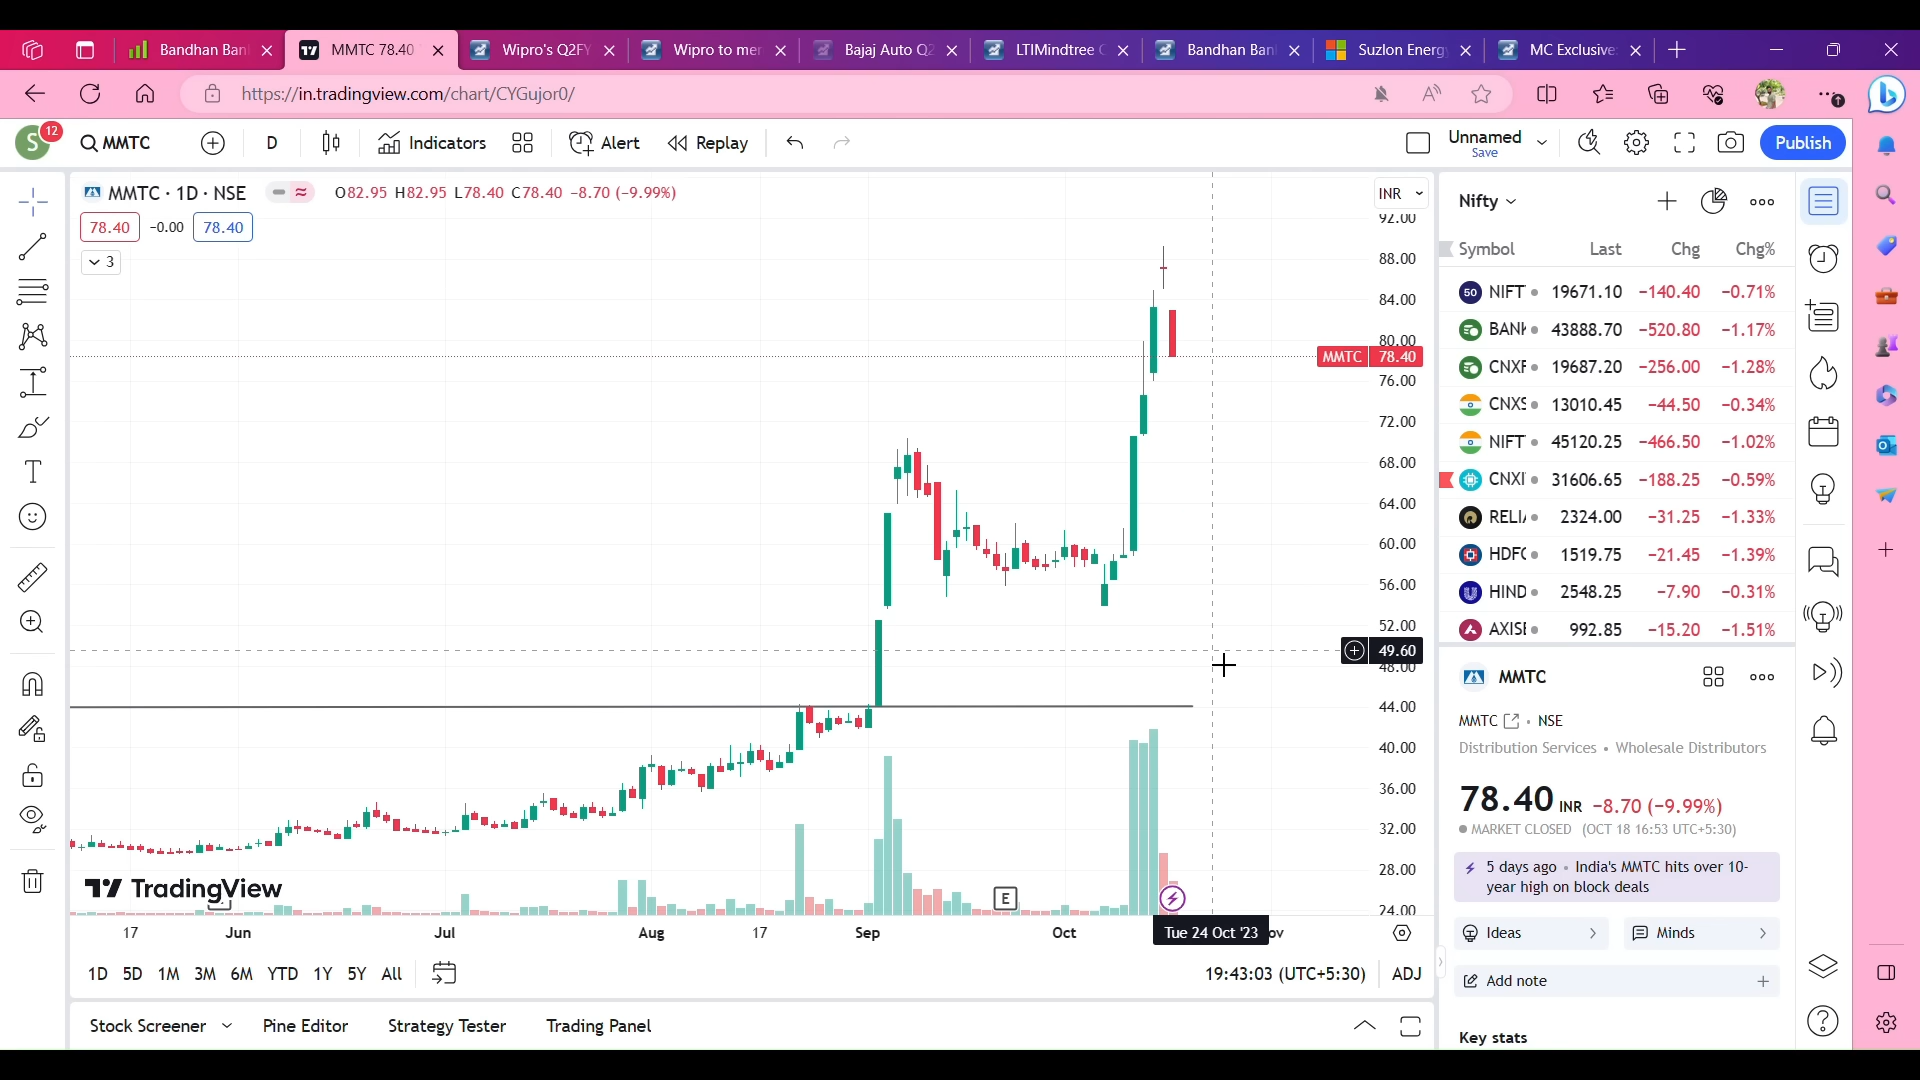 Bandhan Ban
MMTC 78.40
Wipro's Q2FY
Wipro to mer
Bajaj Auto Q2
LTIMindtree
Bandhan Ban
Suzlon Energy
MC Exclusive:
https://in.tradingview.com/chart/CYGujor0/
S
12
MMTC
D
Indicators
Alert
Replay
Unnamed
Save
Publish
MMTC · 1D · NSE
O82.95 H82.95 L78.40 C78.40 -8.70 (-9.99%)
INR
78.40
-0.00
78.40
3
92.00
88.00
84.00
80.00
MMTC 78.40
76.00
72.00
68.00
64.00
60.00
56.00
52.00
49.60
48.00
44.00
40.00
36.00
32.00
28.00
24.00
TradingView
E
17
Jun
Jul
Aug
17
Sep
Oct
Tue 24 Oct '23
ov
1D 5D 1M 3M 6M YTD 1Y 5Y All
19:43:03 (UTC+5:30)
ADJ
Stock Screener
Pine Editor
Strategy Tester
Trading Panel
Nifty
Symbol Last Chg Chg%
50 NIFT 19671.10 -140.40 -0.71%
BANK 43888.70 -520.80 -1.17%
CNXF 19687.20 -256.00 -1.28%
CNXS 13010.45 -44.50 -0.34%
NIFT 45120.25 -466.50 -1.02%
CNXI 31606.65 -188.25 -0.59%
RELI 2324.00 -31.25 -1.33%
HDFC 1519.75 -21.45 -1.39%
HIND 2548.25 -7.90 -0.31%
AXISE 992.85 -15.20 -1.51%
MMTC
MMTC · NSE
Distribution Services • Wholesale Distributors
78.40 INR -8.70 (-9.99%)
MARKET CLOSED (OCT 18 16:53 UTC+5:30)
5 days ago • India's MMTC hits over 10-
year high on block deals
Ideas
Minds
Add note
Key stats